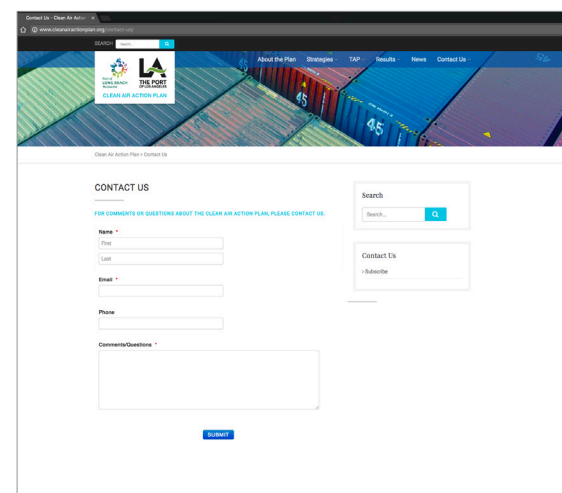 Contact Us - Clean Air Action ×
www.cleanairactionplan.org/contact-us/
SEARCH Search...
About the Plan Strategies TAP Results News Contact Us
Port of
LONG BEACH
THE PORT
OF LOS ANGELES
CLEAN AIR ACTION PLAN
45
45
Clean Air Action Plan > Contact Us
CONTACT US
FOR COMMENTS OR QUESTIONS ABOUT THE CLEAN AIR ACTION PLAN, PLEASE CONTACT US.
Name *
First
Last
Email *
Phone
Comments/Questions *
SUBMIT
Search
Search...
Contact Us
› Subscribe